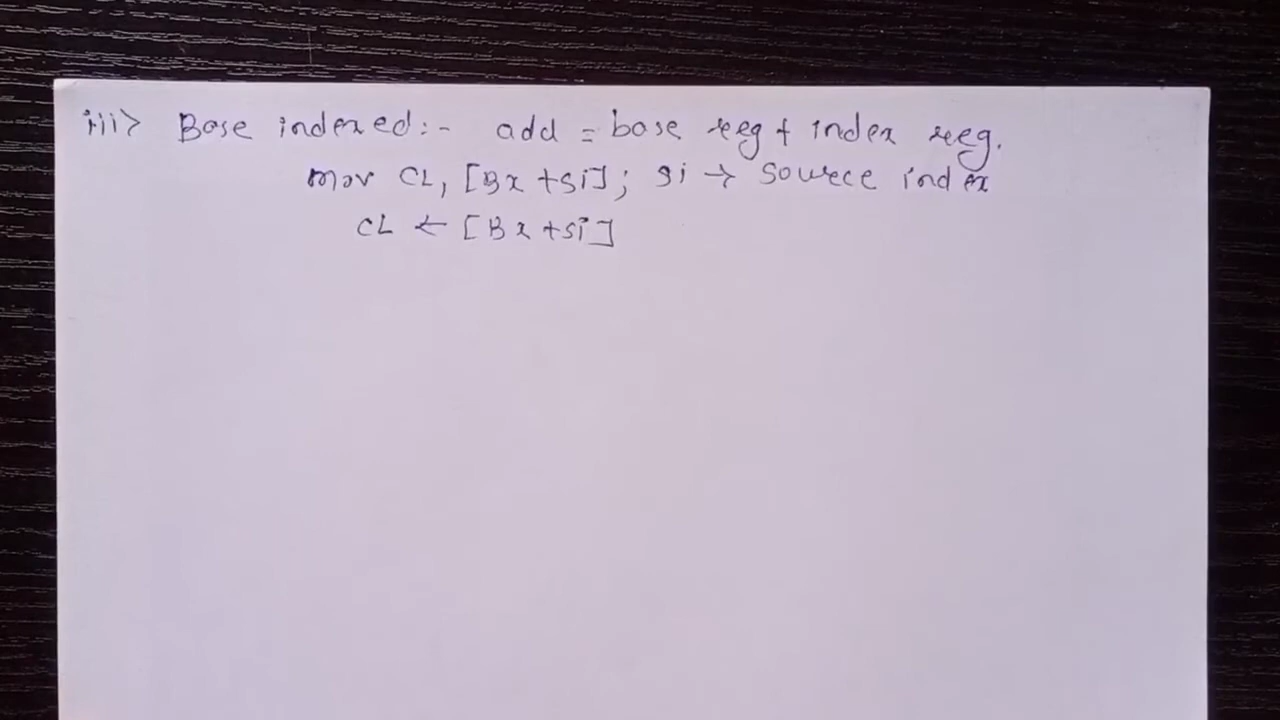 iii> Base indexed:- add = base reg + index reg.
mov CL, [Bx +si]; si → source index
CL ← [Bx +si]